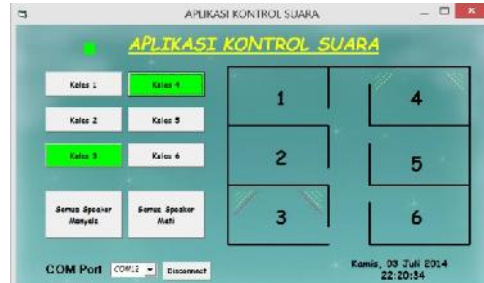 APLIKASI KONTROL SUARA
APLIKASI KONTROL SUARA
Kelas 1
Kelas 4
Kelas 2
Kelas 5
Kelas 3
Kelas 6
Semua Speaker
Menyala
Semua Speaker
Mati
1
4
2
5
3
6
COM Port
COM12
Disconnect
Kamis, 03 Juli 2014
22:20:34